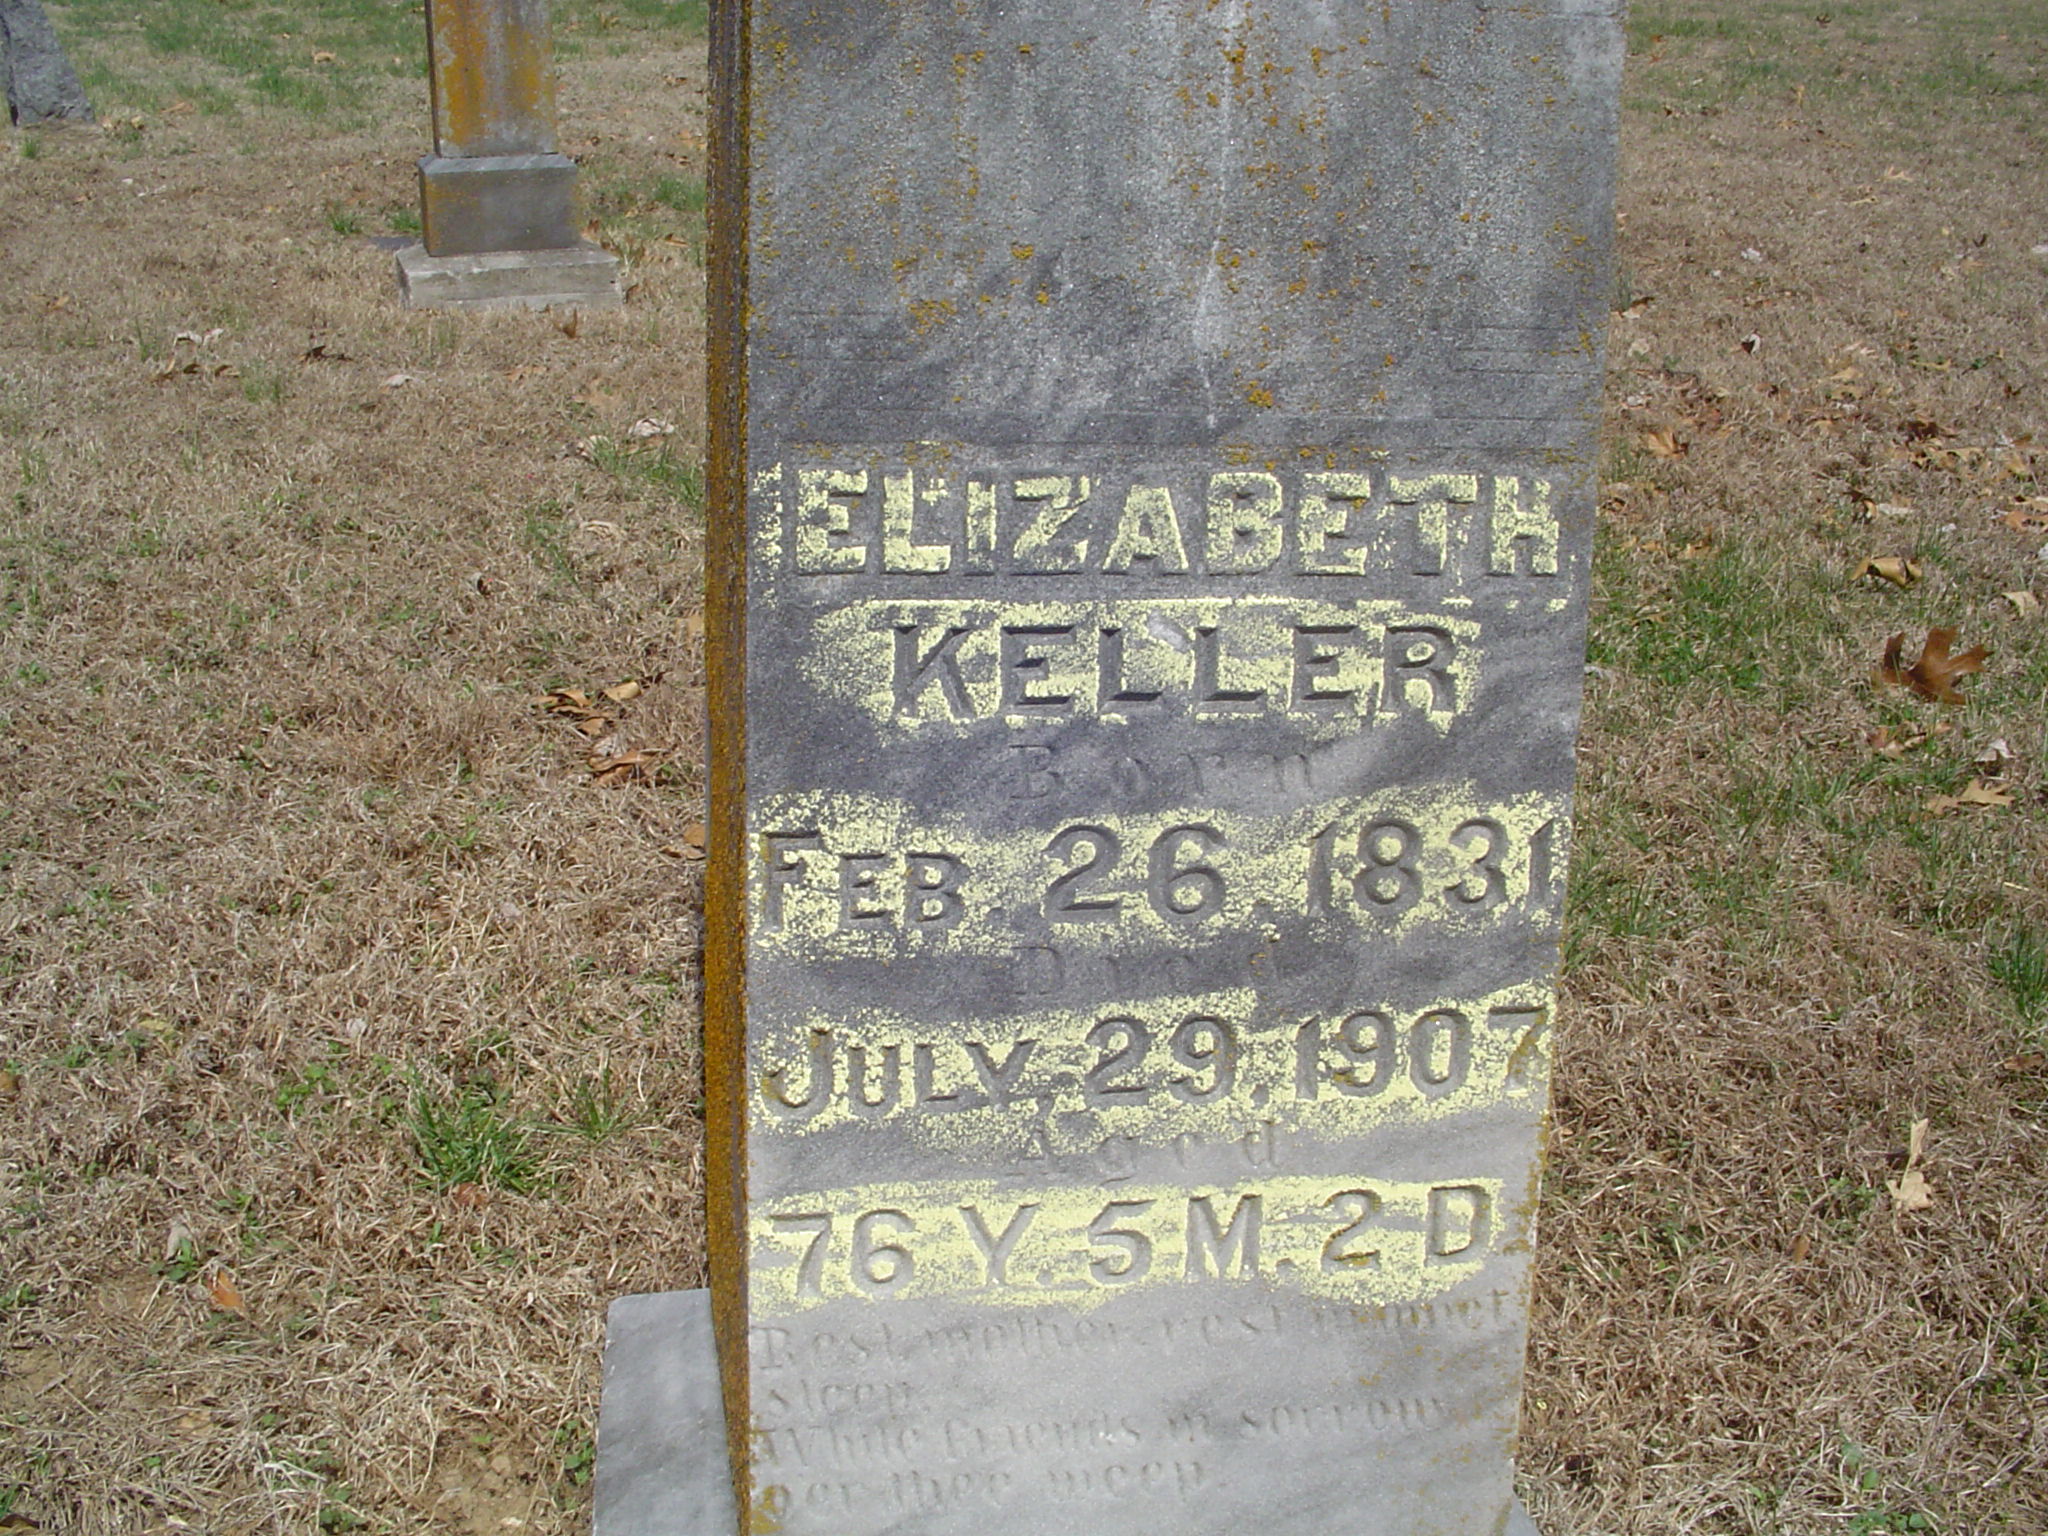 ELIZABETH
KELLER
Born
FEB. 26, 1831
Died
JULY, 29, 1907
Aged
76 Y. 5 M. 2 D
Rest mother rest in quiet
sleep.
While friends in sorrow
o'er thee weep.